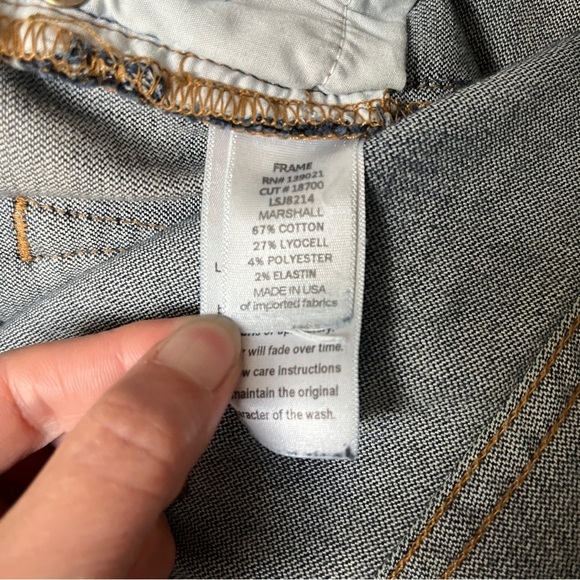 FRAME
RN# 139021
CUT # 18700
LSJ8214
MARSHALL
67% COTTON
27% LYOCELL
4% POLYESTER
2% ELASTIN
MADE IN USA
of imported fabrics
L
will fade over time.
care instructions
maintain the original
of the wash.